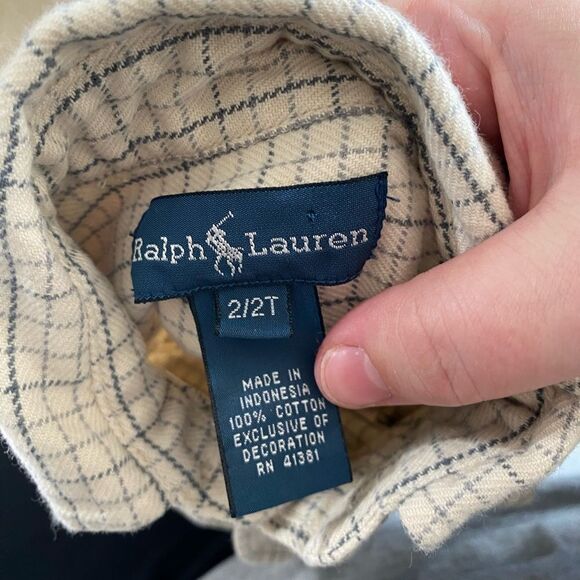 Ralph Lauren
2/2T
MADE IN
INDONESIA
100% COTTON
EXCLUSIVE OF
DECORATION
RN 41381